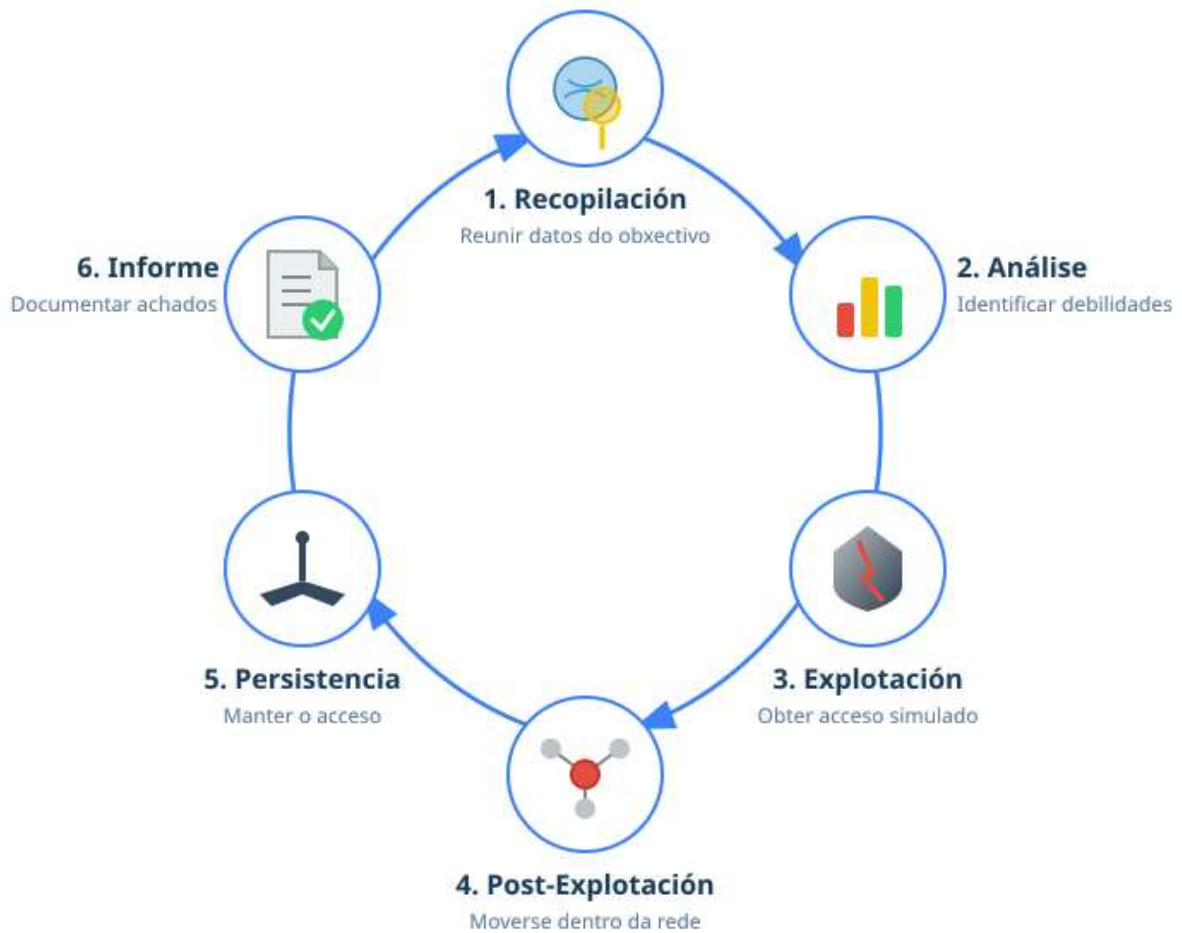 1. Recopilación
Reunir datos do obxectivo
2. Análise
Identificar debilidades
3. Explotación
Obter acceso simulado
4. Post-Explotación
Moverse dentro da rede
5. Persistencia
Manter o acceso
6. Informe
Documentar achados